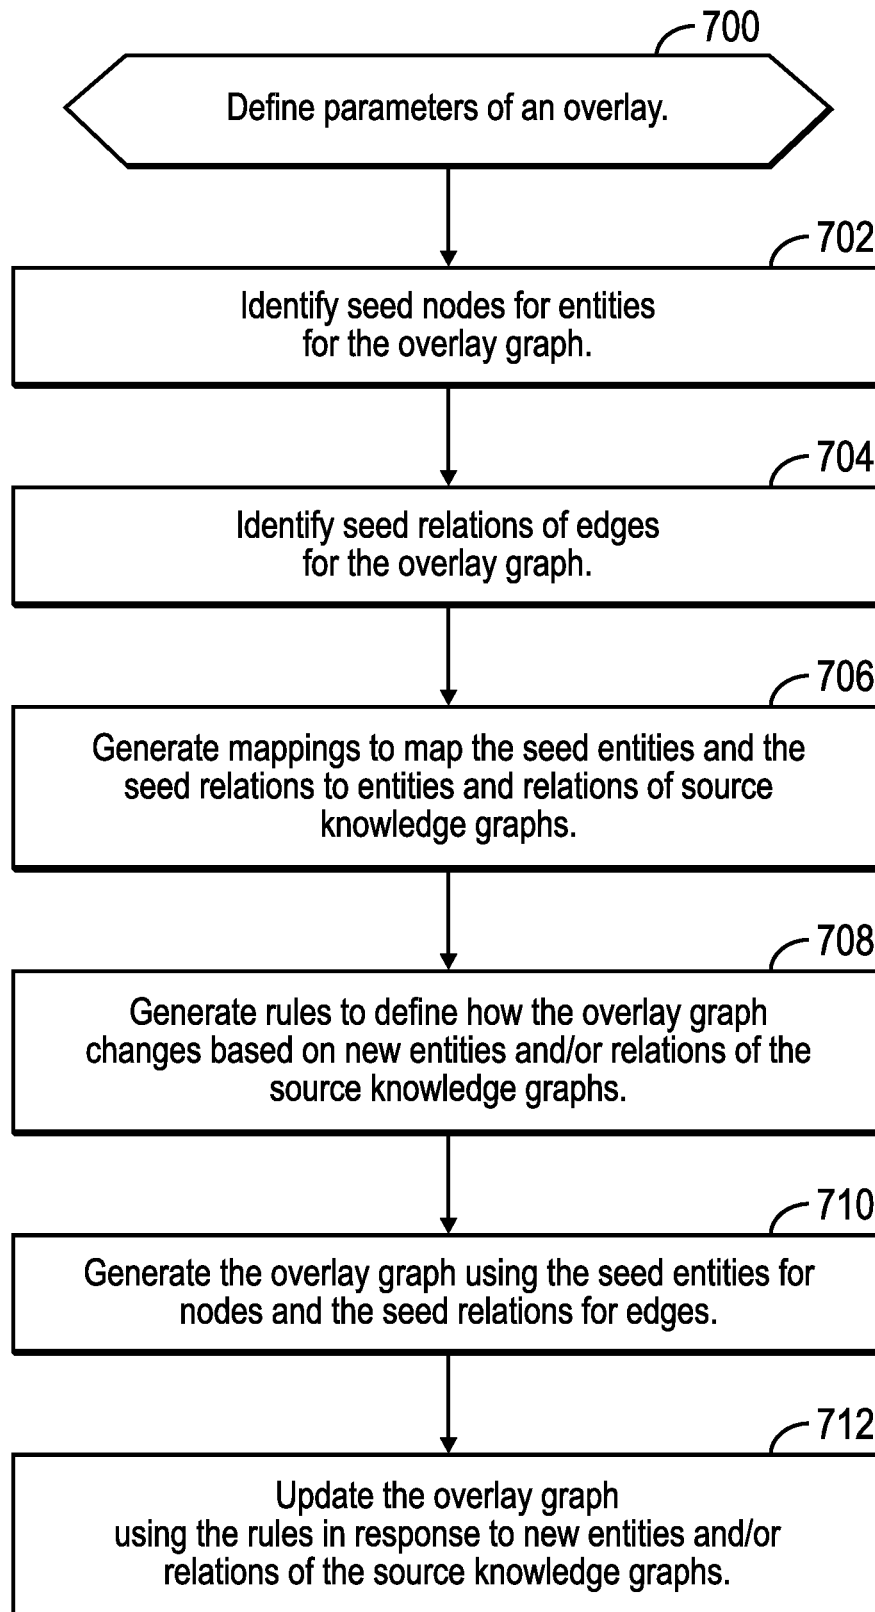 700
Define parameters of an overlay.
702
Identify seed nodes for entities
for the overlay graph.
704
Identify seed relations of edges
for the overlay graph.
706
Generate mappings to map the seed entities and the
seed relations to entities and relations of source
knowledge graphs.
708
Generate rules to define how the overlay graph
changes based on new entities and/or relations of the
source knowledge graphs.
710
Generate the overlay graph using the seed entities for
nodes and the seed relations for edges.
712
Update the overlay graph
using the rules in response to new entities and/or
relations of the source knowledge graphs.